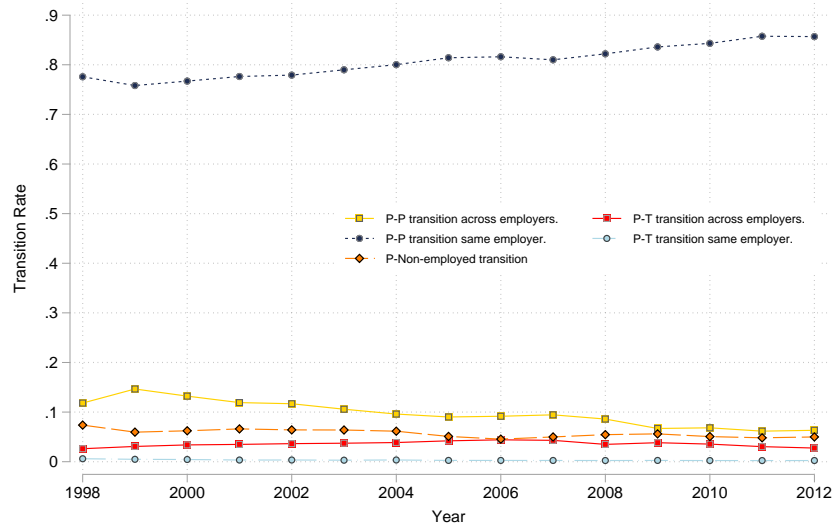 .9
.8
.7
.6
.5
.4
.3
.2
.1
0
Transition Rate
P-P transition across employers.
P-T transition across employers.
P-P transition same employer.
P-T transition same employer.
P-Non-employed transition
1998 2000 2002 2004 2006 2008 2010 2012
Year